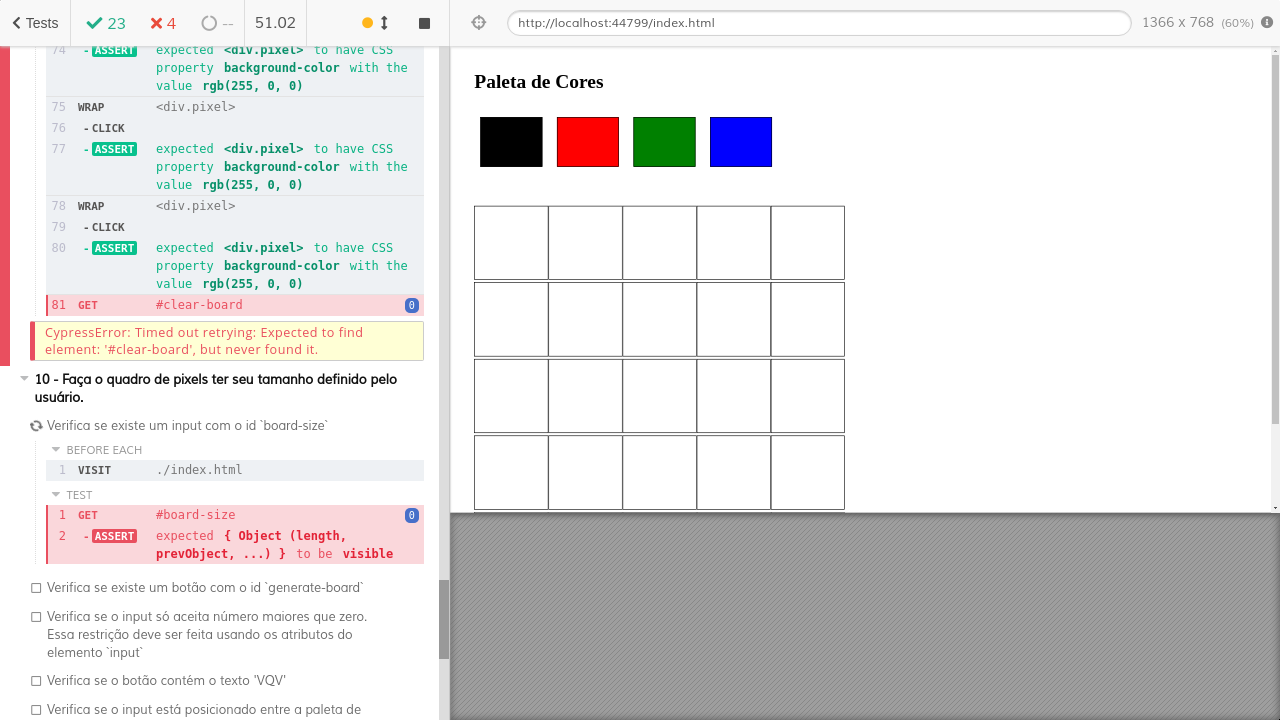 Tests
23
4
--
51.02
http://localhost:44799/index.html
1366 x 768 (60%)
74 - ASSERT expected <div.pixel> to have CSS
property background-color with the
value rgb(255, 0, 0)
75 WRAP <div.pixel>
76 - CLICK
77 - ASSERT expected <div.pixel> to have CSS
property background-color with the
value rgb(255, 0, 0)
78 WRAP <div.pixel>
79 - CLICK
80 - ASSERT expected <div.pixel> to have CSS
property background-color with the
value rgb(255, 0, 0)
81 GET #clear-board 0
CypressError: Timed out retrying: Expected to find
element: '#clear-board', but never found it.
10 - Faça o quadro de pixels ter seu tamanho definido pelo
usuário.
Verifica se existe um input com o id `board-size`
BEFORE EACH
1 VISIT ./index.html
TEST
1 GET #board-size 0
2 - ASSERT expected { Object (length,
prevObject, ...) } to be visible
Verifica se existe um botão com o id `generate-board`
Verifica se o input só aceita número maiores que zero.
Essa restrição deve ser feita usando os atributos do
elemento `input`
Verifica se o botão contém o texto 'VQV'
Verifica se o input está posicionado entre a paleta de
Paleta de Cores